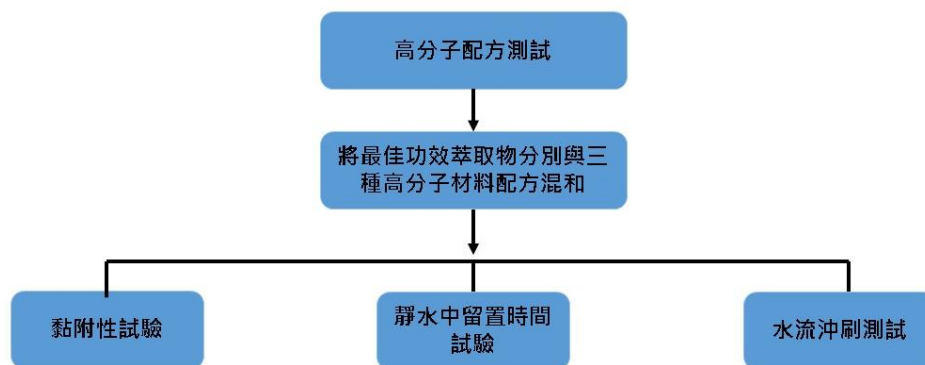 高分子配方測試
將最佳功效萃取物分別與三
種高分子材料配方混和
黏附性試驗
靜水中留置時間
試驗
水流沖刷測試